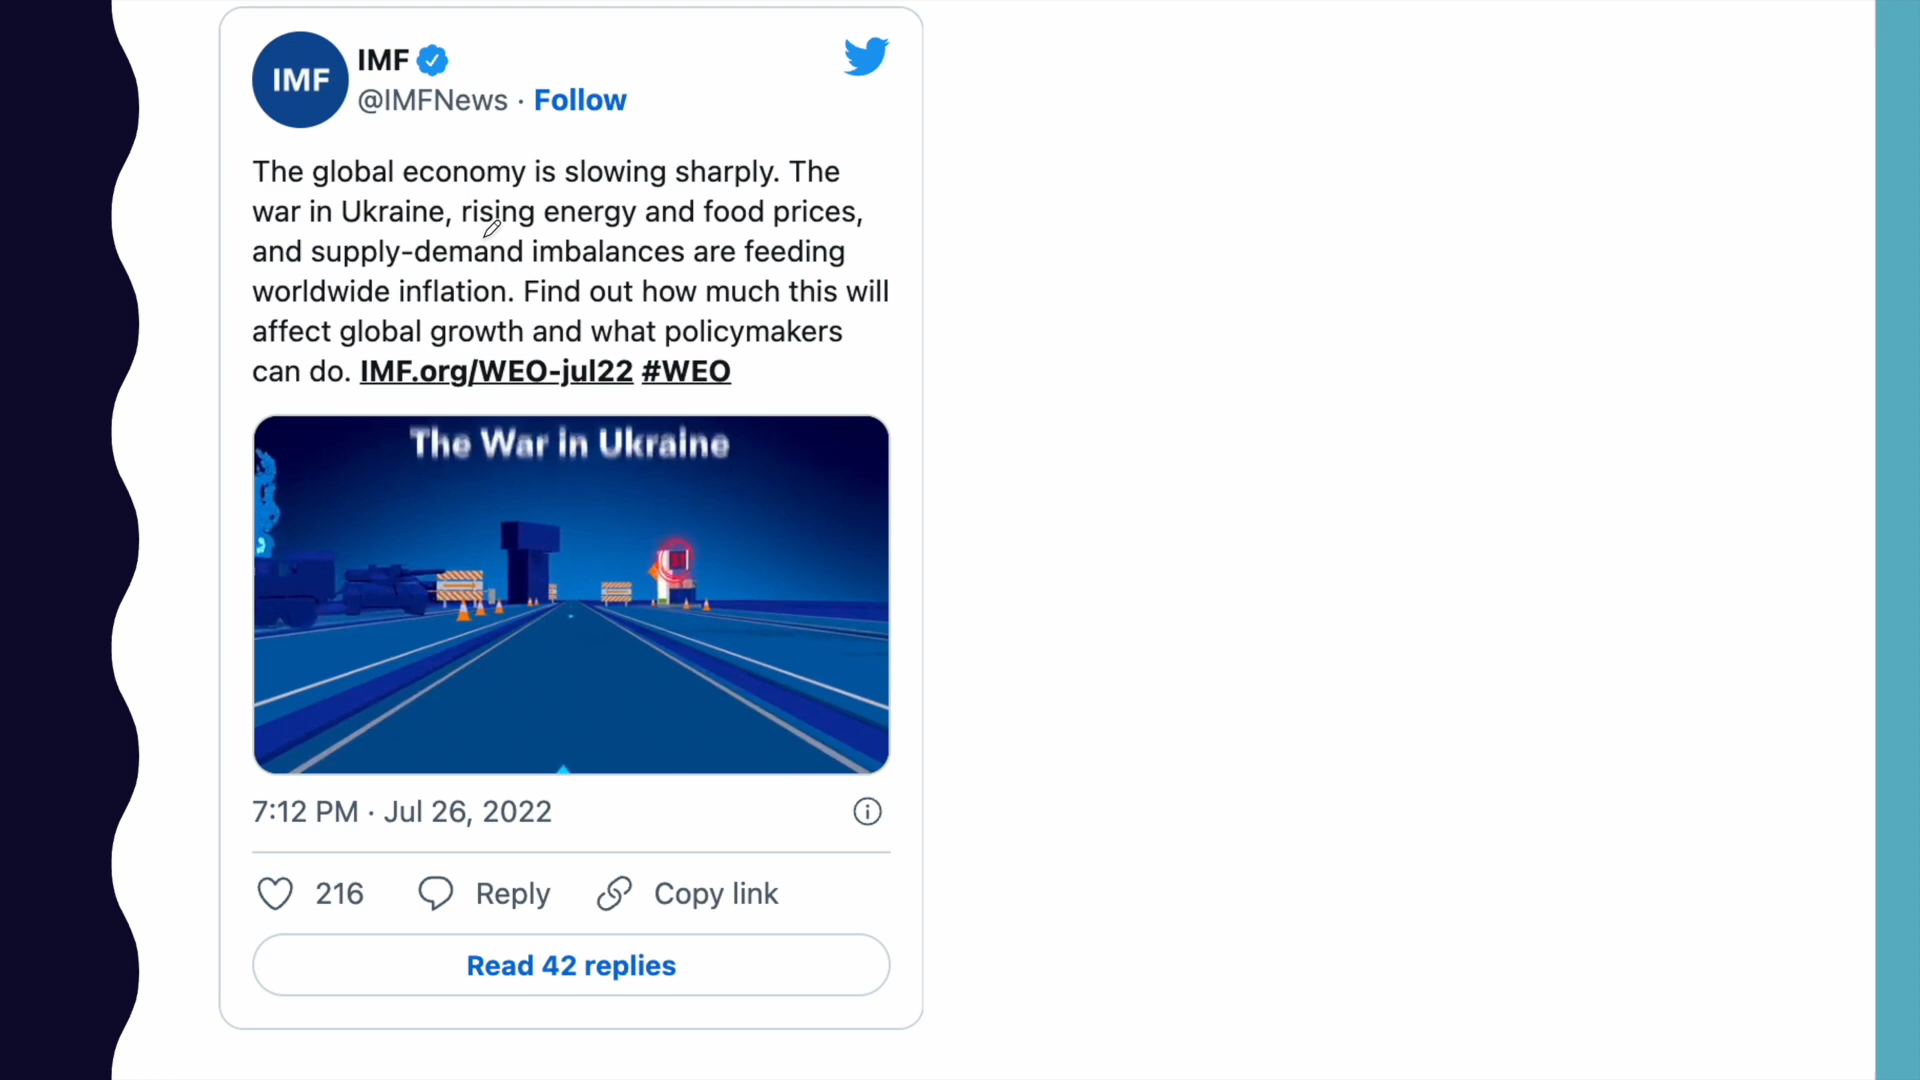 IMF
IMF
@IMFNews · Follow
The global economy is slowing sharply. The
war in Ukraine, rising energy and food prices,
and supply-demand imbalances are feeding
worldwide inflation. Find out how much this will
affect global growth and what policymakers
can do. IMF.org/WEO-jul22 #WEO
The War in Ukraine
7:12 PM · Jul 26, 2022
216 Reply Copy link
Read 42 replies